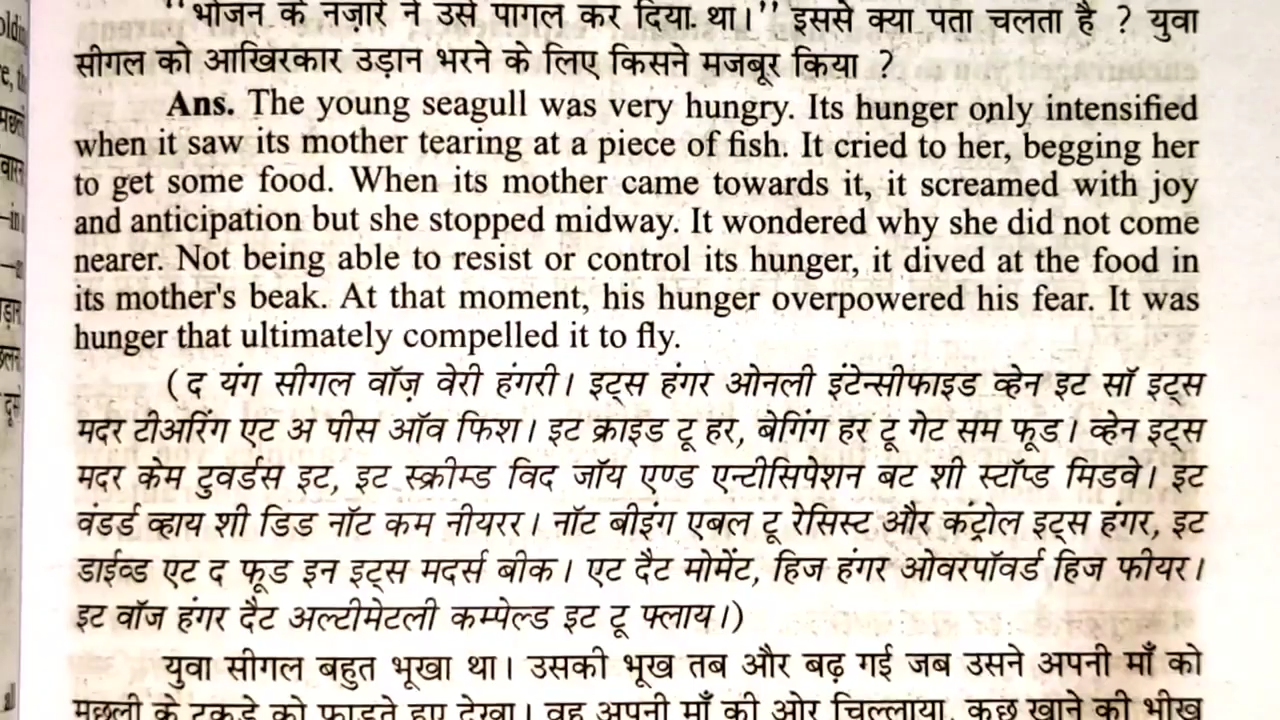 ''भोजन के नज़ारे ने उसे पागल कर दिया. था।'' इससे क्या पता चलता है ? युवा
सीगल को आखिरकार उड़ान भरने के लिए किसने मजबूर किया ?
Ans. The young seagull was very hungry. Its hunger only intensified
when it saw its mother tearing at a piece of fish. It cried to her, begging her
to get some food. When its mother came towards it, it screamed with joy
and anticipation but she stopped midway. It wondered why she did not come
nearer. Not being able to resist or control its hunger, it dived at the food in
its mother's beak. At that moment, his hunger overpowered his fear. It was
hunger that ultimately compelled it to fly.
(द यंग सीगल वॉज़ वेरी हंगरी। इट्स हंगर ओनली इंटेन्सीफाइड व्हेन इट सॉ इट्स
मदर टीअरिंग एट अ पीस ऑव फिश। इट क्राइड टू हर, बेगिंग हर टू गेट सम फूड। व्हेन इट्स
मदर केम टुवर्डस इट, इट स्क्रीम्ड विद जॉय एण्ड एन्टीसिपेशन बट शी स्टॉप्ड मिडवे। इट
वंडर्ड व्हाय शी डिड नॉट कम नीयरर। नॉट बीइंग एबल टू रेसिस्ट और कंट्रोल इट्स हंगर, इट
डाईव्ड एट द फूड इन इट्स मदर्स बीक। एट दैट मोमेंट, हिज हंगर ओवरपॉवर्ड हिज फीयर।
इट वॉज हंगर दैट अल्टीमेटली कम्पेल्ड इट टू फ्लाय।)
युवा सीगल बहुत भूखा था। उसकी भूख तब और बढ़ गई जब उसने अपनी माँ को
मछली के टुकड़े को फाड़ते हुए देखा। वह अपनी माँ की ओर चिल्लाया, कुछ खाने की भीख